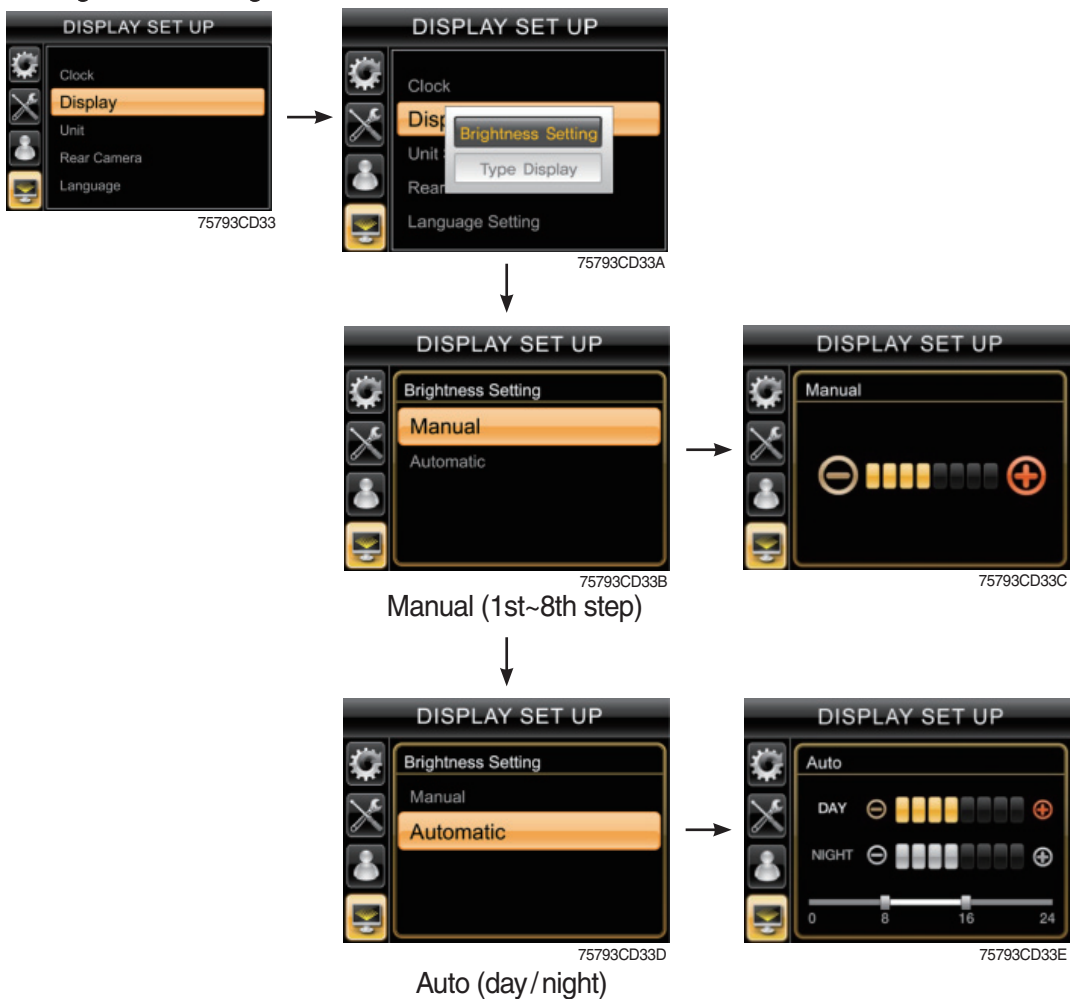 DISPLAY SET UP
Clock
Display
Unit
Rear Camera
Language
75793CD33
DISPLAY SET UP
Clock
Disp
Brightness Setting
Unit
Type Display
Rear
Language Setting
75793CD33A
DISPLAY SET UP
Brightness Setting
Manual
Automatic
75793CD33B
Manual (1st~8th step)
DISPLAY SET UP
Manual
75793CD33C
DISPLAY SET UP
Brightness Setting
Manual
Automatic
75793CD33D
Auto (day/night)
DISPLAY SET UP
Auto
DAY
NIGHT
0 8 16 24
75793CD33E